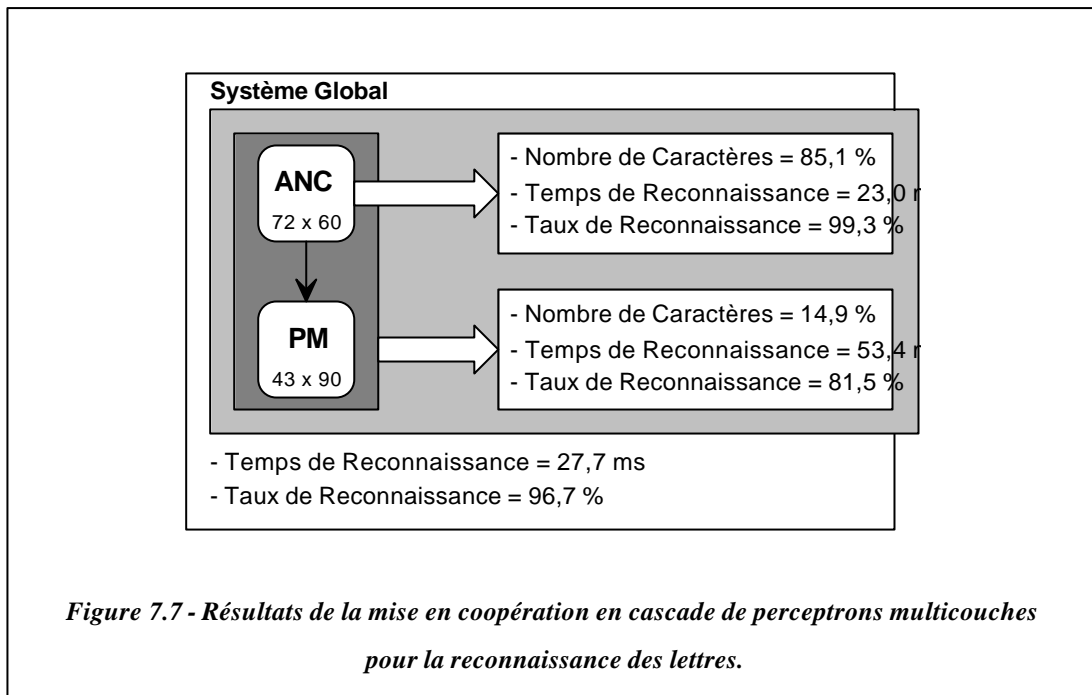 Système Global
ANC
72 x 60
- Nombre de Caractères = 85,1 %
- Temps de Reconnaissance = 23,0
- Taux de Reconnaissance = 99,3 %
PM
43 x 90
- Nombre de Caractères = 14,9 %
- Temps de Reconnaissance = 53,4
- Taux de Reconnaissance = 81,5 %
- Temps de Reconnaissance = 27,7 ms
- Taux de Reconnaissance = 96,7 %
Figure 7.7 - Résultats de la mise en coopération en cascade de perceptrons multicouches
pour la reconnaissance des lettres.